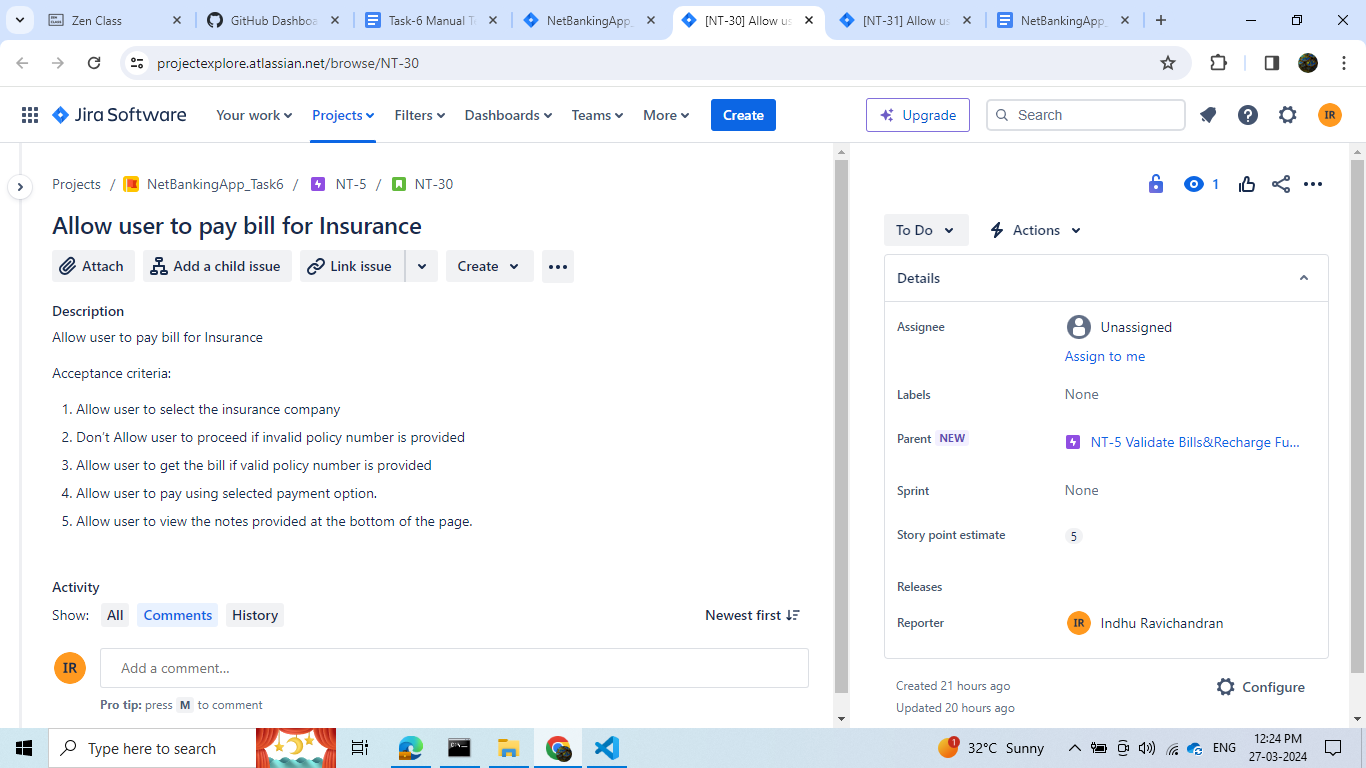 Zen Class
GitHub Dashboa
Task-6 Manual T
NetBankingApp_
[NT-30] Allow us
[NT-31] Allow us
NetBankingApp_
projectexplore.atlassian.net/browse/NT-30
Jira Software
Your work
Projects
Filters
Dashboards
Teams
More
Create
Upgrade
Search
IR
Projects / NetBankingApp_Task6 / NT-5 / NT-30
1
Allow user to pay bill for Insurance
Attach
Add a child issue
Link issue
Create
Description
Allow user to pay bill for Insurance
Acceptance criteria:
1. Allow user to select the insurance company
2. Don't Allow user to proceed if invalid policy number is provided
3. Allow user to get the bill if valid policy number is provided
4. Allow user to pay using selected payment option.
5. Allow user to view the notes provided at the bottom of the page.
Activity
Show: All Comments History
Newest first
IR
Add a comment...
Pro tip: press M to comment
To Do
Actions
Details
Assignee
Unassigned
Assign to me
Labels
None
Parent NEW
NT-5 Validate Bills&Recharge Fu...
Sprint
None
Story point estimate
5
Releases
Reporter
IR Indhu Ravichandran
Created 21 hours ago
Updated 20 hours ago
Configure
Type here to search
1
32°C Sunny
ENG
12:24 PM
27-03-2024